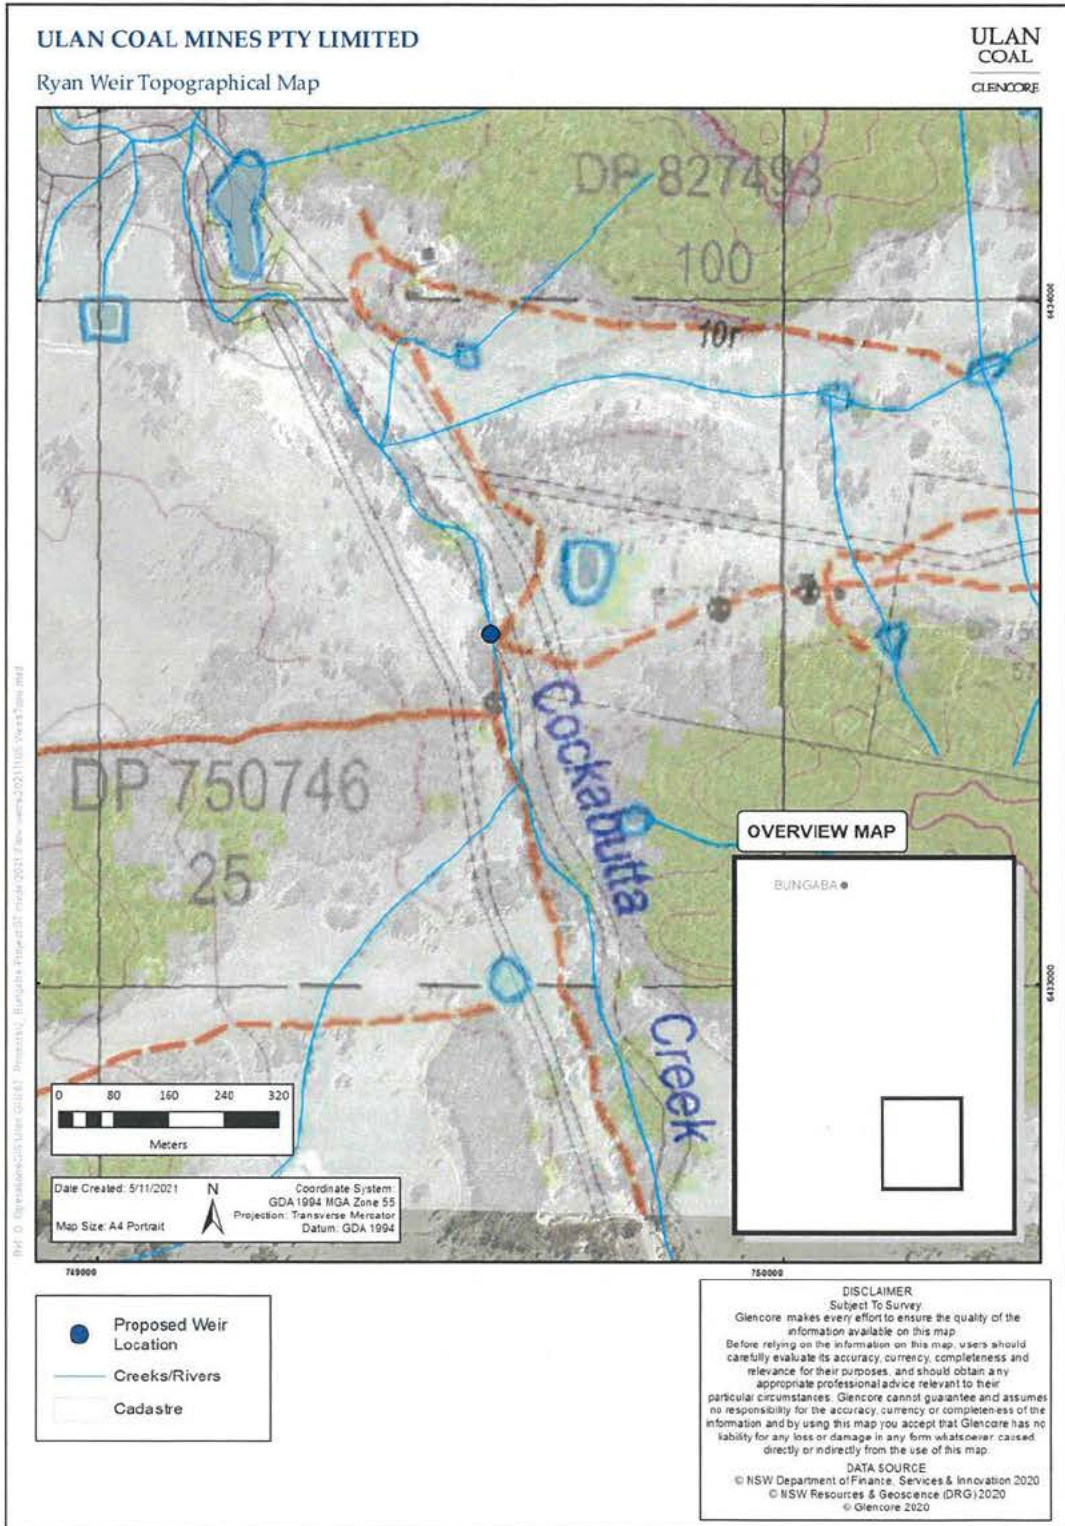 ULAN COAL MINES PTY LIMITED
Ryan Weir Topographical Map
ULAN
COAL
GLENCORE
DP 827493
100
6434000
10r
Cockabutta
Creek
DP 750746
25
57
OVERVIEW MAP
BUNGABA
6433000
0 80 160 240 320
Meters
Date Created: 5/11/2021
Map Size: A4 Portrait
N
Coordinate System:
GDA 1994 MGA Zone 55
Projection: Transverse Mercator
Datum: GDA 1994
749000
750000
Proposed Weir
Location
Creeks/Rivers
Cadastre
DISCLAIMER
Subject To Survey
Glencore makes every effort to ensure the quality of the
information available on this map
Before relying on the information on this map, users should
carefully evaluate its accuracy, currency, completeness and
relevance for their purposes, and should obtain any
appropriate professional advice relevant to their
particular circumstances. Glencore cannot guarantee and assumes
no responsibility for the accuracy, currency or completeness of the
information and by using this map you accept that Glencore has no
liability for any loss or damage in any form whatsoever caused
directly or indirectly from the use of this map.
DATA SOURCE
© NSW Department of Finance, Services & Innovation 2020
© NSW Resources & Geoscience (DRG) 2020
© Glencore 2020